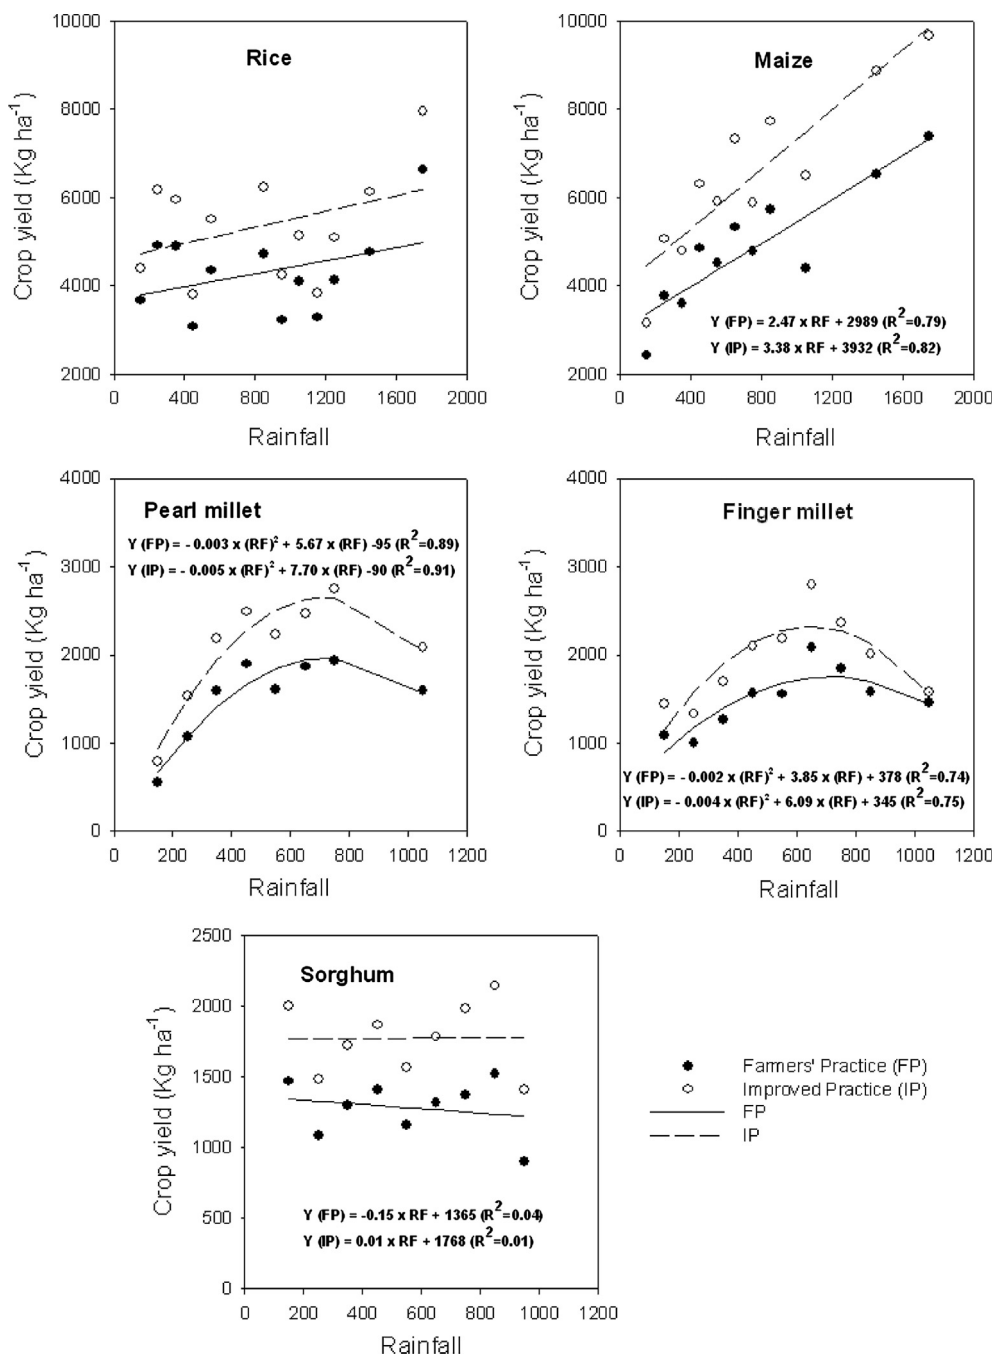 Rice
Crop yield (Kg ha⁻¹)
10000
8000
6000
4000
2000
0 400 800 1200 1600 2000
Rainfall
Maize
Crop yield (Kg ha⁻¹)
10000
8000
6000
4000
2000
Y (FP) = 2.47 x RF + 2989 (R²=0.79)
Y (IP) = 3.38 x RF + 3932 (R²=0.82)
0 400 800 1200 1600 2000
Rainfall
Pearl millet
Y (FP) = - 0.003 x (RF)² + 5.67 x (RF) -95 (R²=0.89)
Y (IP) = - 0.005 x (RF)² + 7.70 x (RF) -90 (R²=0.91)
Crop yield (Kg ha⁻¹)
4000
3000
2000
1000
0
0 200 400 600 800 1000 1200
Rainfall
Finger millet
Crop yield (Kg ha⁻¹)
4000
3000
2000
1000
0
Y (FP) = - 0.002 x (RF)² + 3.85 x (RF) + 378 (R²=0.74)
Y (IP) = - 0.004 x (RF)² + 6.09 x (RF) + 345 (R²=0.75)
0 200 400 600 800 1000 1200
Rainfall
Sorghum
Crop yield (Kg ha⁻¹)
2500
2000
1500
1000
500
0
Y (FP) = -0.15 x RF + 1365 (R²=0.04)
Y (IP) = 0.01 x RF + 1768 (R²=0.01)
0 200 400 600 800 1000 1200
Rainfall
Farmers' Practice (FP)
Improved Practice (IP)
FP
IP